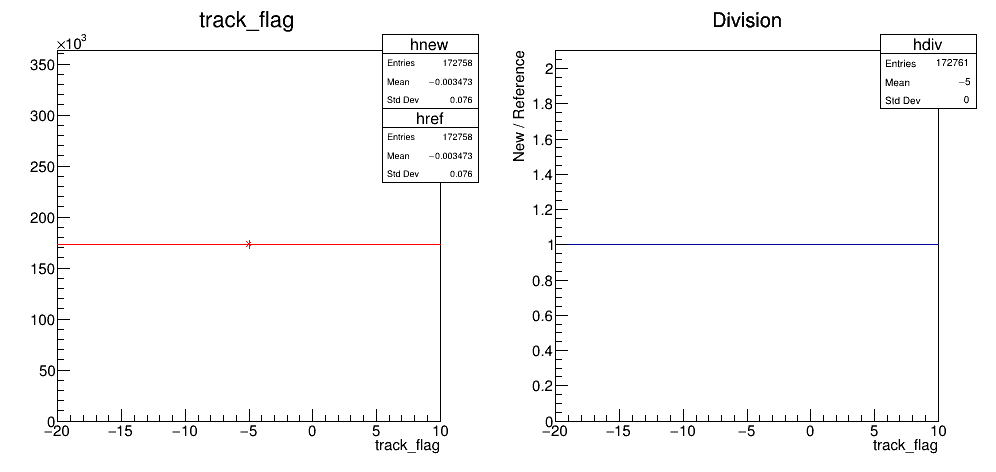 track_flag
×10³
350
300
250
200
150
100
50
0
−20
−15
−10
−5
0
5
10
track_flag
hnew
Entries 172758
Mean −0.003473
Std Dev 0.076
href
Entries 172758
Mean −0.003473
Std Dev 0.076
Division
New / Reference
2
1.8
1.6
1.4
1.2
1
0.8
0.6
0.4
0.2
0
−20
−15
−10
−5
0
5
10
track_flag
hdiv
Entries 172761
Mean −5
Std Dev 0